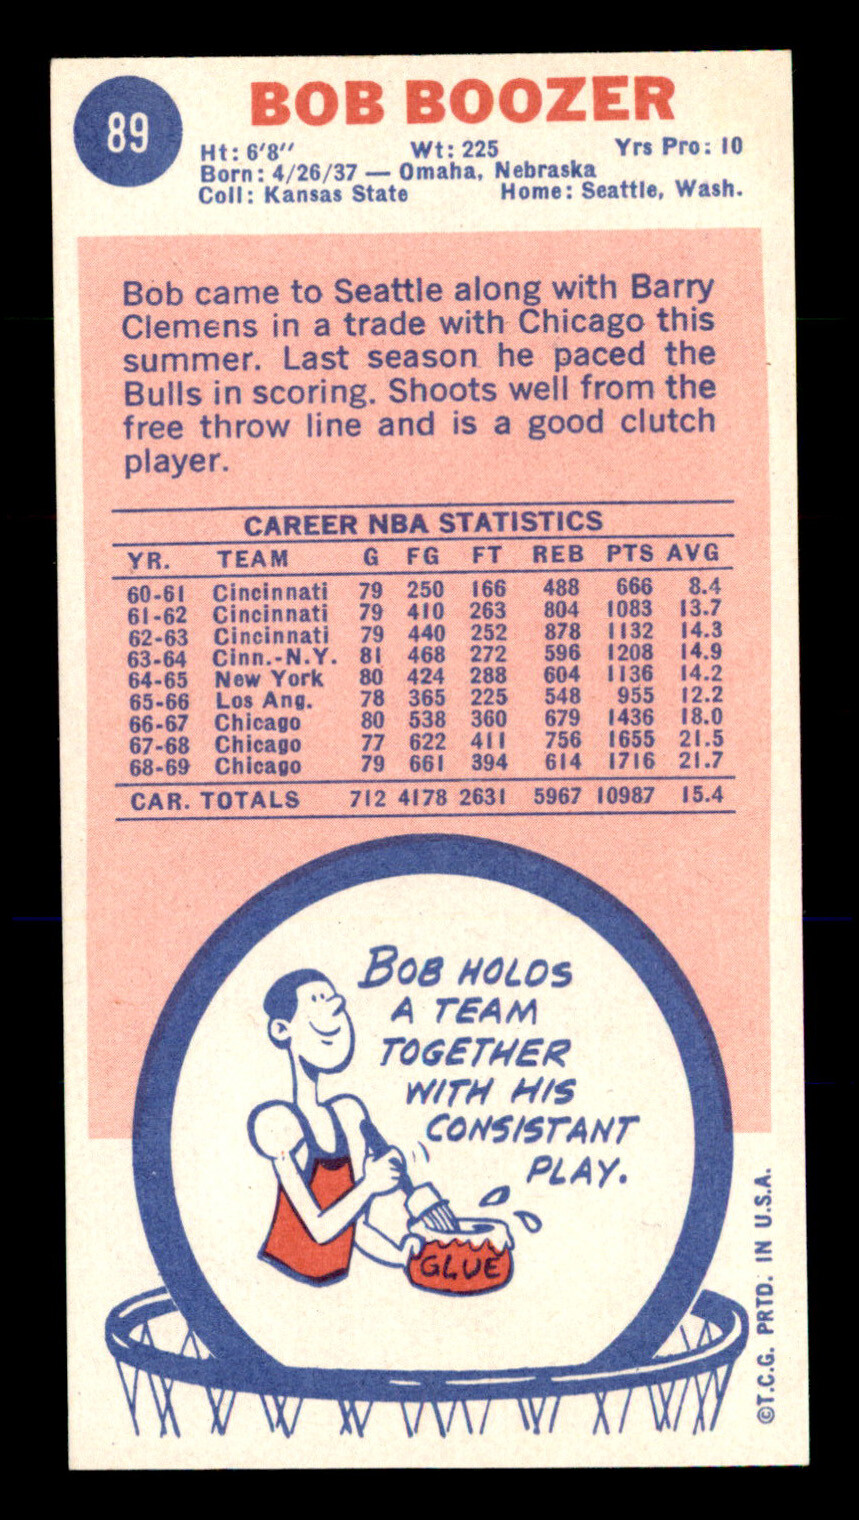 89
BOB BOOZER
Ht: 6'8'' Wt: 225 Yrs Pro: 10
Born: 4/26/37 — Omaha, Nebraska
Coll: Kansas State Home: Seattle, Wash.
Bob came to Seattle along with Barry
Clemens in a trade with Chicago this
summer. Last season he paced the
Bulls in scoring. Shoots well from the
free throw line and is a good clutch
player.
CAREER NBA STATISTICS
YR. TEAM G FG FT REB PTS AVG
60-61 Cincinnati 79 250 166 488 666 8.4
61-62 Cincinnati 79 410 263 804 1083 13.7
62-63 Cincinnati 79 440 252 878 1132 14.3
63-64 Cinn.-N.Y. 81 468 272 596 1208 14.9
64-65 New York 80 424 288 604 1136 14.2
65-66 Los Ang. 78 365 225 548 955 12.2
66-67 Chicago 80 538 360 679 1436 18.0
67-68 Chicago 77 622 411 756 1655 21.5
68-69 Chicago 79 661 394 614 1716 21.7
CAR. TOTALS 712 4178 2631 5967 10987 15.4
BOB HOLDS
A TEAM
TOGETHER
WITH HIS
CONSISTANT
PLAY.
GLUE
©T.C.G. PRTD. IN U.S.A.